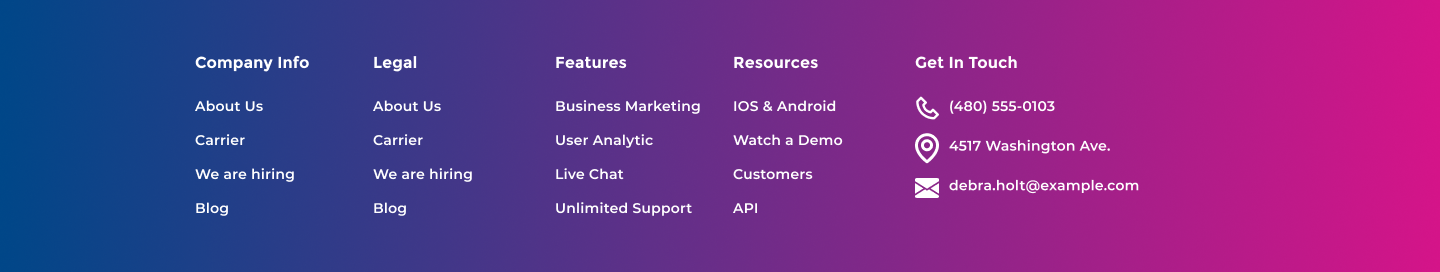 Company Info
About Us
Carrier
We are hiring
Blog
Legal
About Us
Carrier
We are hiring
Blog
Features
Business Marketing
User Analytic
Live Chat
Unlimited Support
Resources
IOS & Android
Watch a Demo
Customers
API
Get In Touch
(480) 555-0103
4517 Washington Ave.
debra.holt@example.com